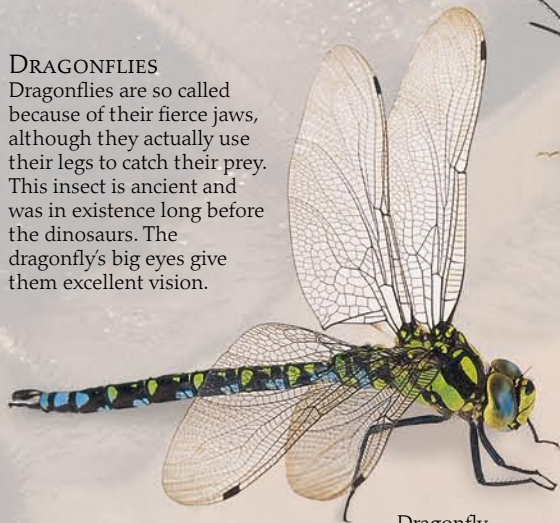 DRAGONFLIES
Dragonflies are so called
because of their fierce jaws,
although they actually use
their legs to catch their prey.
This insect is ancient and
was in existence long before
the dinosaurs. The
dragonfly's big eyes give
them excellent vision.
Dragonfly